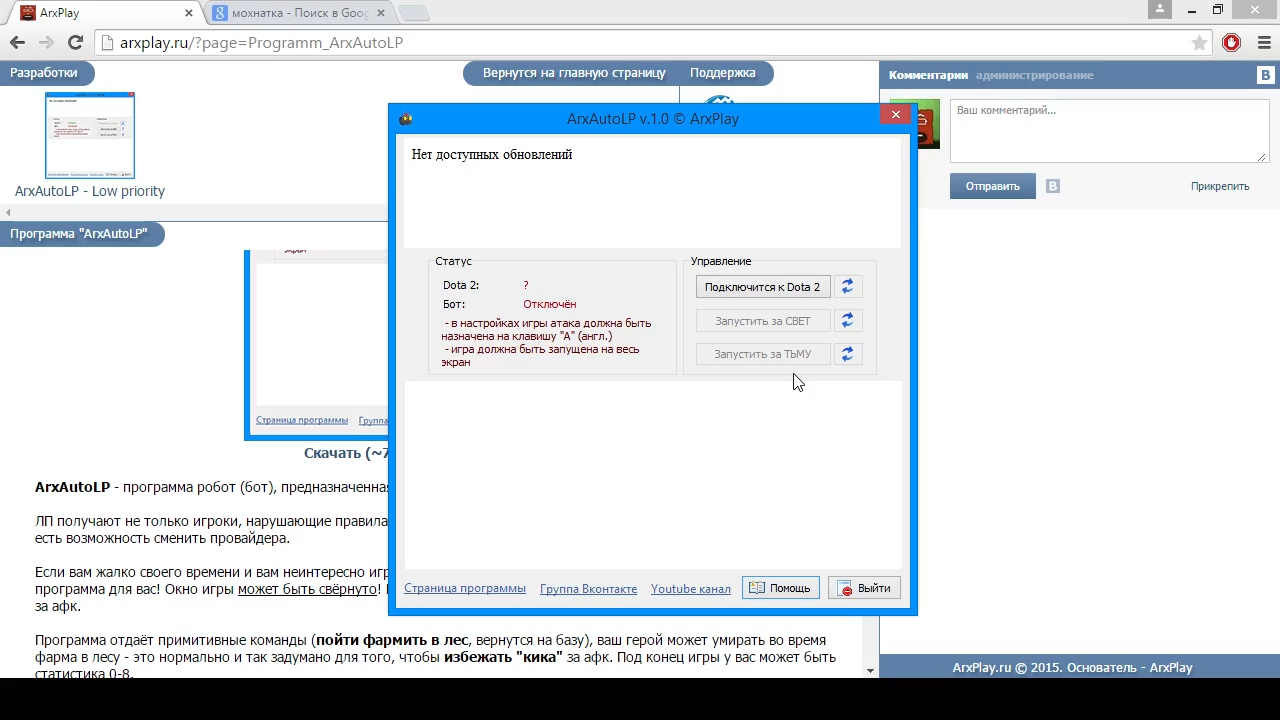 ArxPlay
мохнатка - Поиск в Goog
arxplay.ru/?page=Programm_ArxAutoLP
Разработки
Вернутся на главную страницу
Поддержка
ArxAutoLP - Low priority
Программа "ArxAutoLP"
экран
Страница программы
Группа
Скачать (~7
ArxAutoLP - программа робот (бот), предназначенная
ЛП получают не только игроки, нарушающие правила
есть возможность сменить провайдера.
Если вам жалко своего времени и вам неинтересно игр
программа для вас! Окно игры может быть свёрнуто!
за афк.
Программа отдаёт примитивные команды (пойти фармить в лес, вернутся на базу), ваш герой может умирать во время
фарма в лесу - это нормально и так задумано для того, чтобы избежать "кика" за афк. Под конец игры у вас может быть
статистика 0-8.
ArxAutoLP v.1.0 © ArxPlay
Нет доступных обновлений
Статус
Dota 2: ?
Бот: Отключён
- в настройках игры атака должна быть
назначена на клавишу "A" (англ.)
- игра должна быть запущена на весь
экран
Управление
Подключится к Dota 2
Запустить за СВЕТ
Запустить за ТЬМУ
Страница программы
Группа Вконтакте
Youtube канал
Помощь
Выйти
Комментарии администрирование
B
Ваш комментарий...
Отправить
B
Прикрепить
ArxPlay.ru © 2015. Основатель - ArxPlay